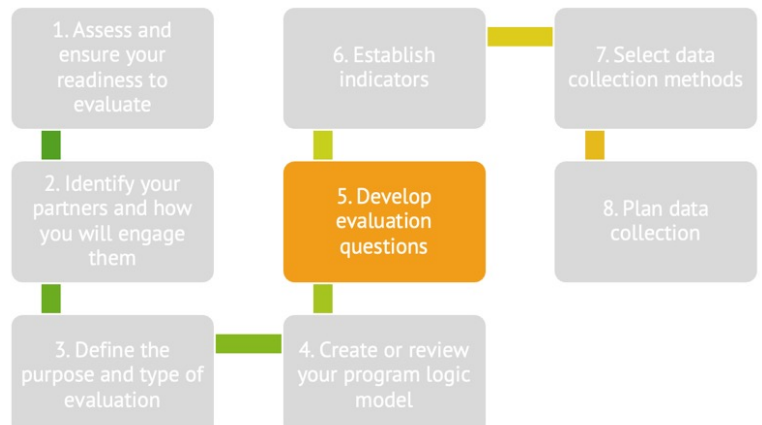 1. Assess and
ensure your
readiness to
evaluate
2. Identify your
partners and how
you will engage
them
3. Define the
purpose and type of
evaluation
4. Create or review
your program logic
model
5. Develop
evaluation
questions
6. Establish
indicators
7. Select data
collection methods
8. Plan data
collection